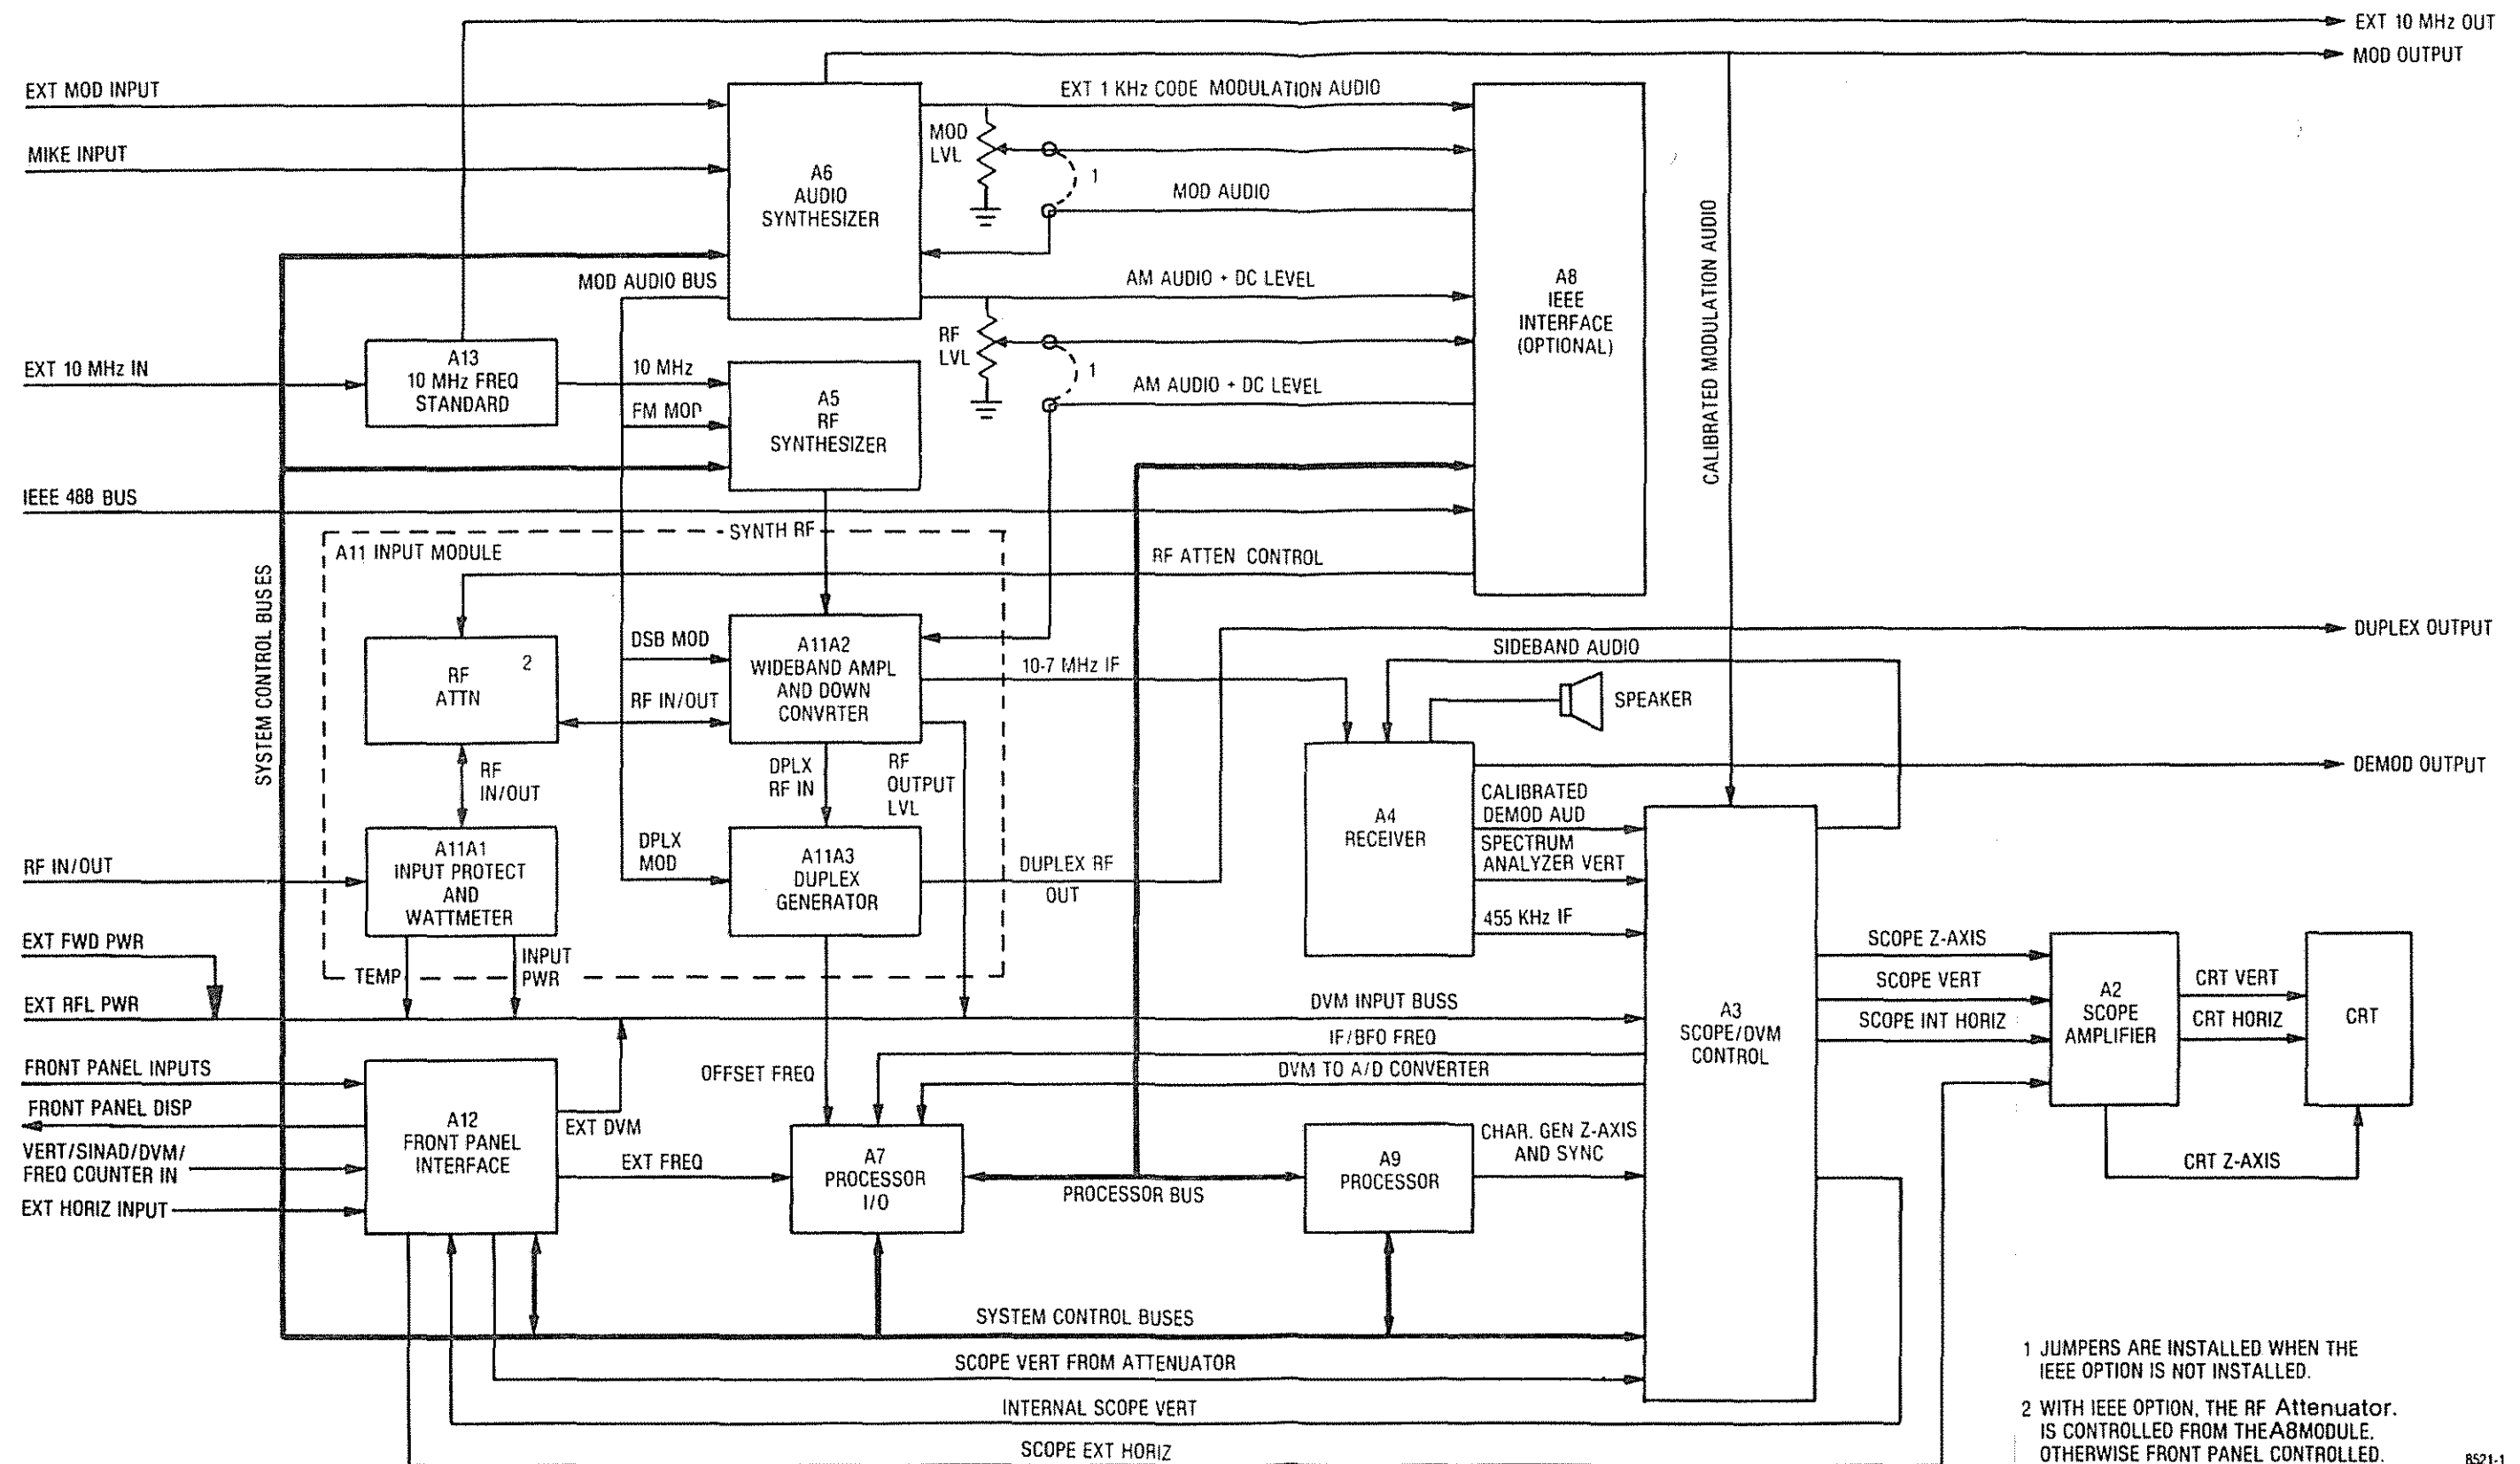 EXT 10 MHz OUT
MOD OUTPUT
EXT MOD INPUT
MIKE INPUT
A6
AUDIO
SYNTHESIZER
EXT 1 KHz CODE MODULATION AUDIO
MOD
LVL
1
MOD AUDIO
MOD AUDIO BUS
AM AUDIO + DC LEVEL
RF
LVL
1
AM AUDIO + DC LEVEL
A8
IEEE
INTERFACE
(OPTIONAL)
CALIBRATED MODULATION AUDIO
EXT 10 MHz IN
A13
10 MHz FREQ
STANDARD
10 MHz
FM MOD
A5
RF
SYNTHESIZER
IEEE 488 BUS
SYNTH RF
A11 INPUT MODULE
RF ATTEN CONTROL
SYSTEM CONTROL BUSES
RF
ATTN
2
DSB MOD
RF IN/OUT
A11A2
WIDEBAND AMPL
AND DOWN
CONVRTER
10-7 MHz IF
DUPLEX OUTPUT
SIDEBAND AUDIO
SPEAKER
RF
IN/OUT
DPLX
RF IN
RF
OUTPUT
LVL
DEMOD OUTPUT
A4
RECEIVER
CALIBRATED
DEMOD AUD
SPECTRUM
ANALYZER VERT
455 KHz IF
RF IN/OUT
A11A1
INPUT PROTECT
AND
WATTMETER
DPLX
MOD
A11A3
DUPLEX
GENERATOR
DUPLEX RF
OUT
EXT FWD PWR
TEMP
INPUT
PWR
EXT RFL PWR
DVM INPUT BUSS
IF/BFO FREQ
DVM TO A/D CONVERTER
A3
SCOPE/DVM
CONTROL
SCOPE Z-AXIS
SCOPE VERT
SCOPE INT HORIZ
A2
SCOPE
AMPLIFIER
CRT VERT
CRT HORIZ
CRT
CRT Z-AXIS
FRONT PANEL INPUTS
FRONT PANEL DISP
VERT/SINAD/DVM/
FREQ COUNTER IN
EXT HORIZ INPUT
A12
FRONT PANEL
INTERFACE
EXT DVM
EXT FREQ
OFFSET FREQ
A7
PROCESSOR
I/O
PROCESSOR BUS
A9
PROCESSOR
CHAR. GEN Z-AXIS
AND SYNC
SYSTEM CONTROL BUSES
SCOPE VERT FROM ATTENUATOR
INTERNAL SCOPE VERT
SCOPE EXT HORIZ
1 JUMPERS ARE INSTALLED WHEN THE
IEEE OPTION IS NOT INSTALLED.
2 WITH IEEE OPTION, THE RF Attenuator.
IS CONTROLLED FROM THEA8MODULE.
OTHERWISE FRONT PANEL CONTROLLED.
8521-1